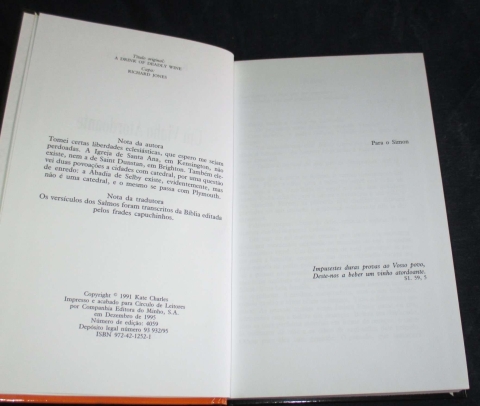 Título original:
A DRINK OF DEADLY WINE
Capa:
RICHARD JONES
Nota da autora
Tomei certas liberdades eclesiásticas, que espero me sejam
perdoadas. A Igreja de Santa Ana, em Kensington, não
existe, nem a de Saint Dunstan, em Brighton. Também ele-
vei duas povoações a cidades com catedral, por uma questão
de enredo: a Abadia de Selby existe, evidentemente, mas
não é uma catedral, e o mesmo se passa com Plymouth.
Nota da tradutora
Os versículos dos Salmos foram transcritos da Bíblia editada
pelos frades capuchinhos.
Copyright © 1991 Kate Charles
Impresso e acabado para Círculo de Leitores
por Companhia Editora do Minho, S.A.
em Dezembro de 1995
Número de edição: 4059
Depósito legal número 93 932/95
ISBN 972-42-1252-1
Para o Simon
Impusestes duras provas ao Vosso povo,
Deste-nos a beber um vinho atordoante.
Sl. 59, 5